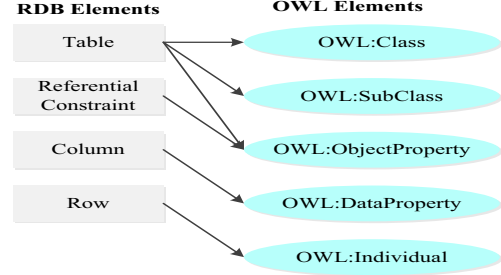 RDB Elements OWL Elements
Table OWL:Class
Referential
Constraint
OWL:SubClass
Column OWL:ObjectProperty
Row OWL:DataProperty
OWL:Individual